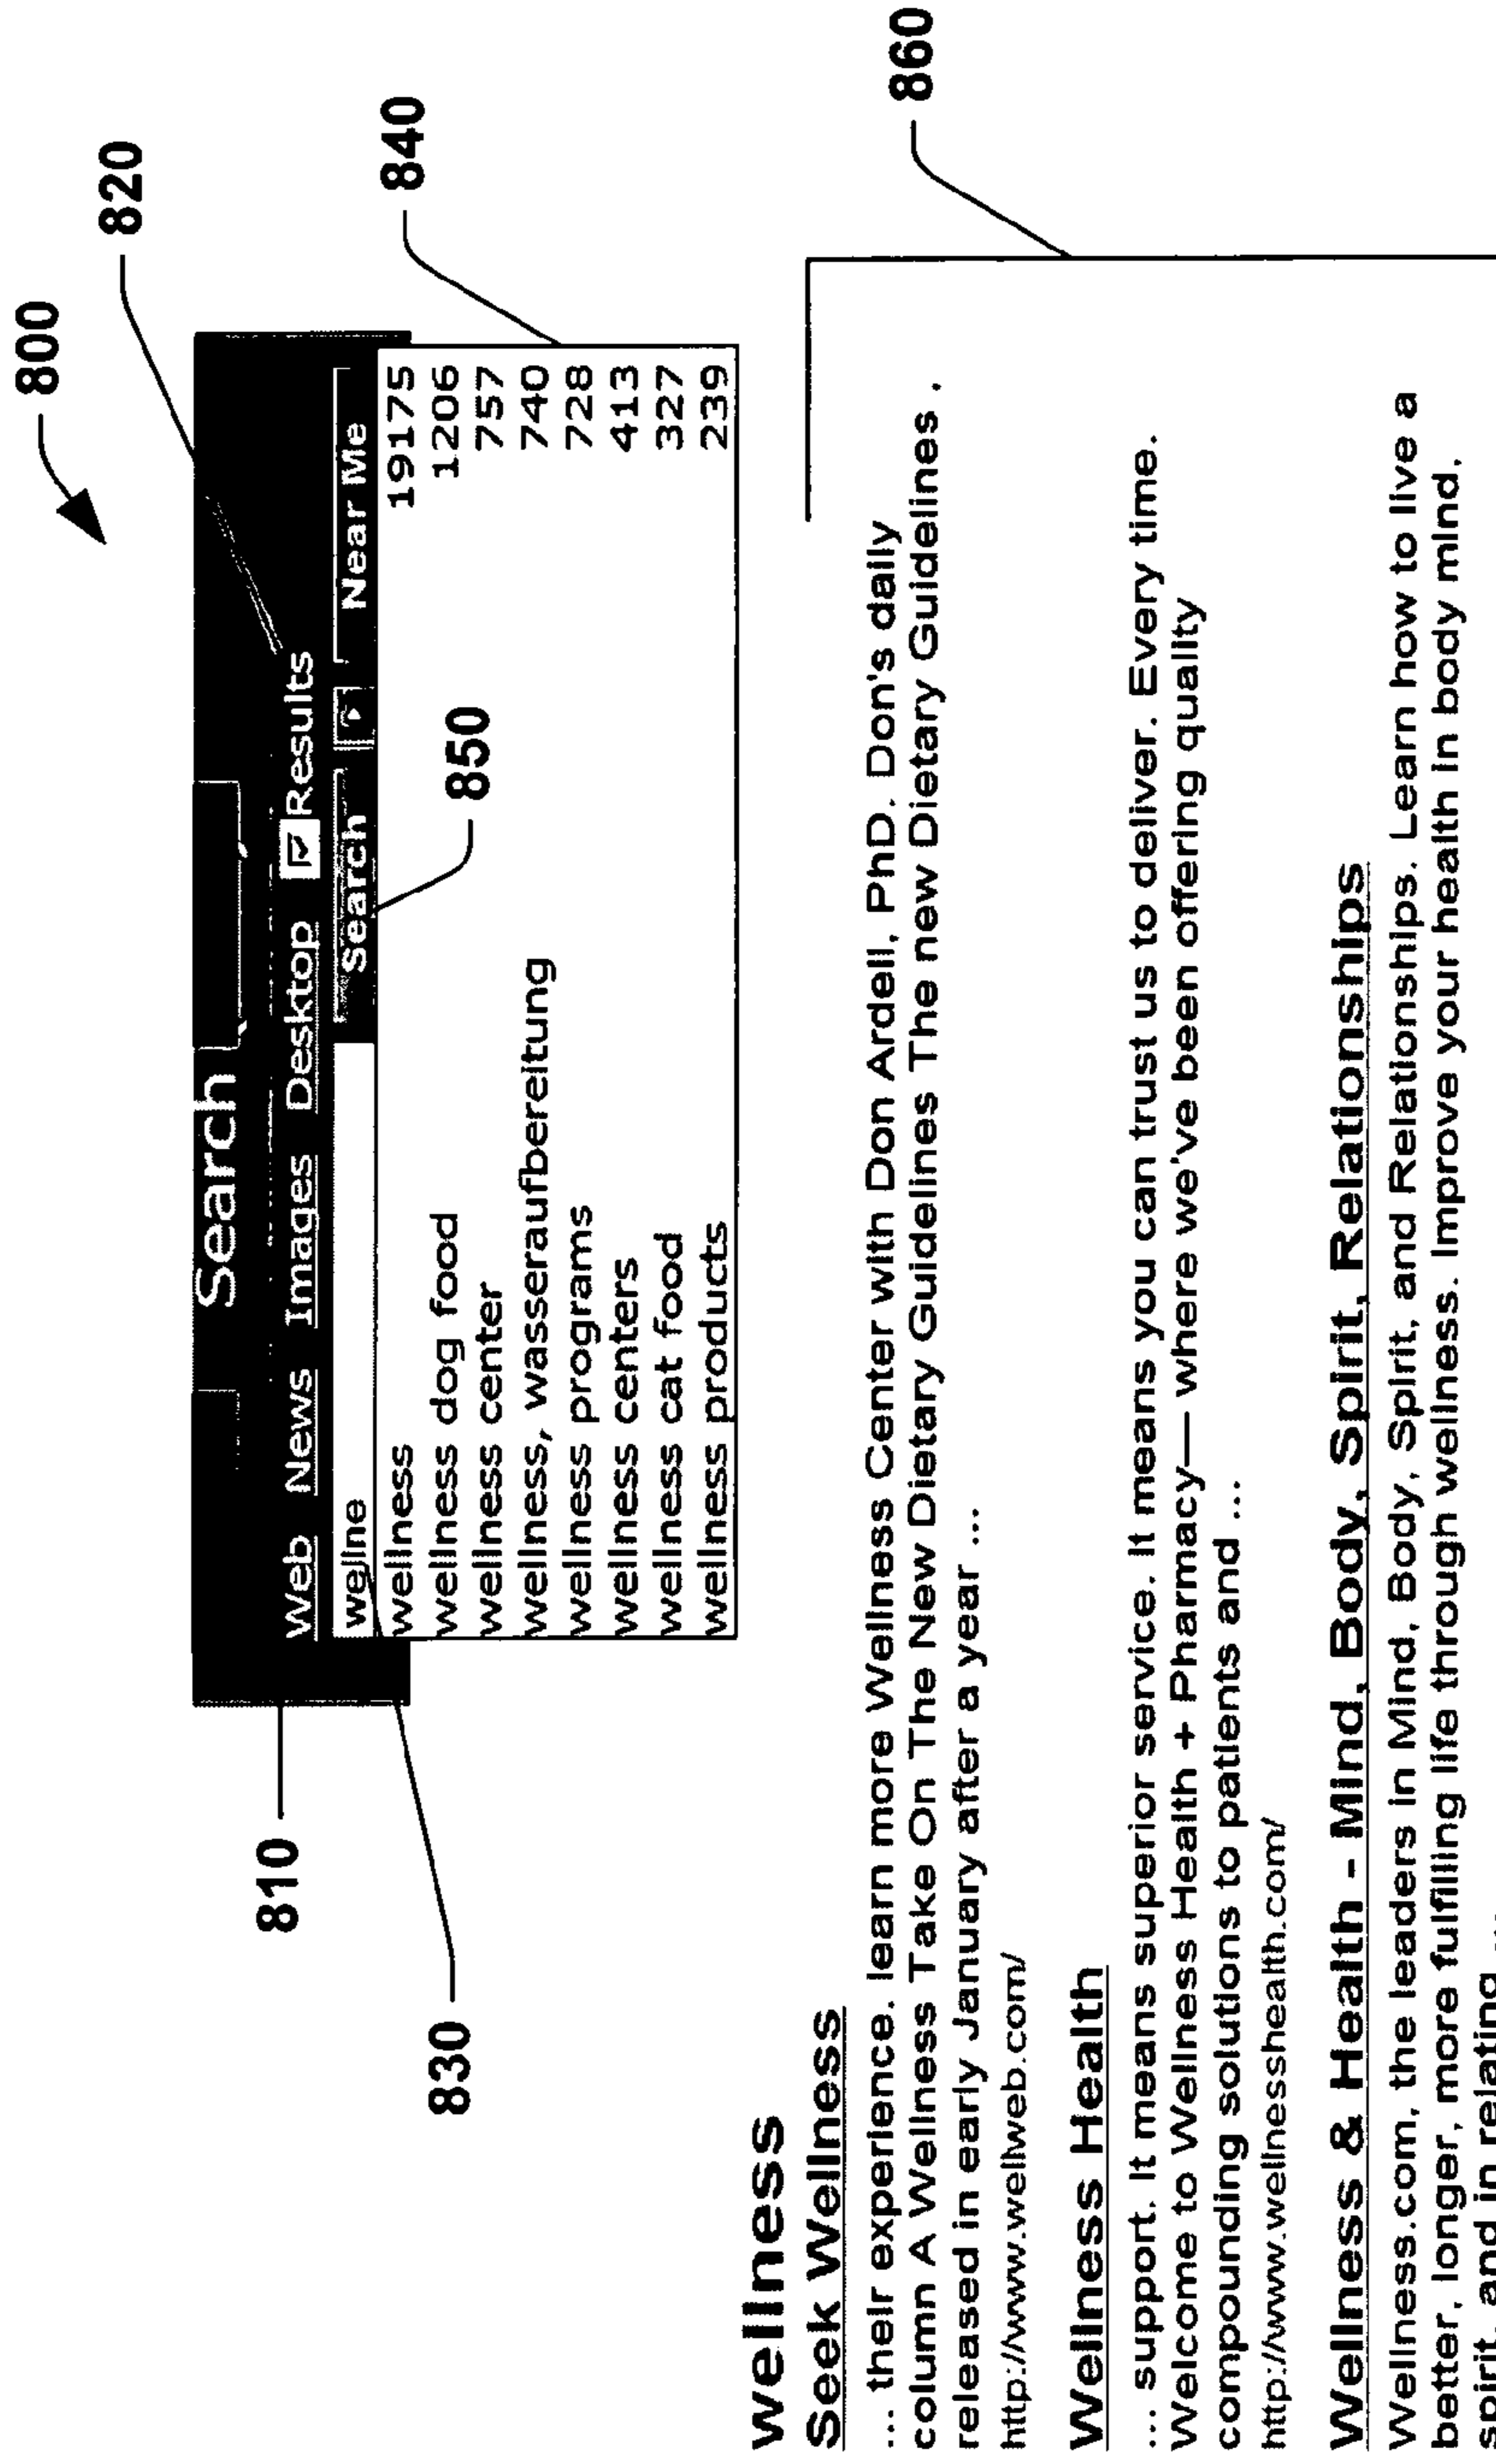 800
820
Search
810
Web News Images Desktop Results
840
wellne Search Near Me
830
850
wellness 19175
wellness dog food 1206
wellness center 757
wellness, wasseraufbereitung 740
wellness programs 728
wellness centers 413
wellness cat food 327
wellness products 239
860
wellness
Seek Wellness
... their experience. learn more Wellness Center with Don Ardell, PhD. Don's daily
column A Wellness Take On The New Dietary Guidelines The new Dietary Guidelines .
released in early January after a year ...
http://www.wellweb.com/
Wellness Health
... support. It means superior service. It means you can trust us to deliver. Every time.
Welcome to Wellness Health + Pharmacy— where we've been offering quality
compounding solutions to patients and ...
http://www.wellnesshealth.com/
Wellness & Health - Mind, Body, Spirit, Relationships
Wellness.com, the leaders in Mind, Body, Spirit, and Relationships. Learn how to live a
better, longer, more fulfilling life through wellness. Improve your health in body mind,
spirit, and in relating ...